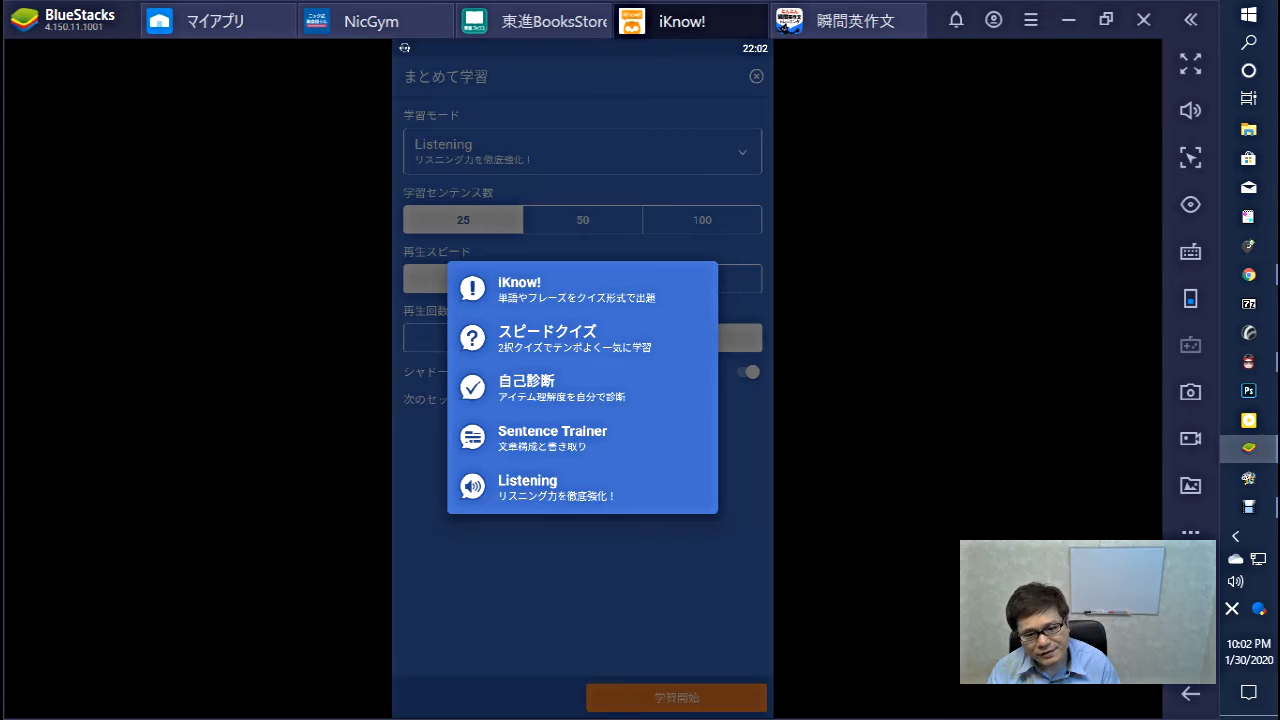 BlueStacks
4.150.11.1001
マイアプリ
NicGym
東進BooksStore
iKnow!
瞬間英作文
22:02
まとめて学習
学習モード
Listening
リスニング力を徹底強化！
学習センテンス数
25
50
100
再生スピード
再生回数
シャドー
次のセッ
iKnow!
単語やフレーズをクイズ形式で出題
スピードクイズ
2択クイズでテンポよく一気に学習
自己診断
アイテム理解度を自分で診断
Sentence Trainer
文章構成と書き取り
Listening
リスニング力を徹底強化！
学習開始
Ps
10:02 PM
1/30/2020